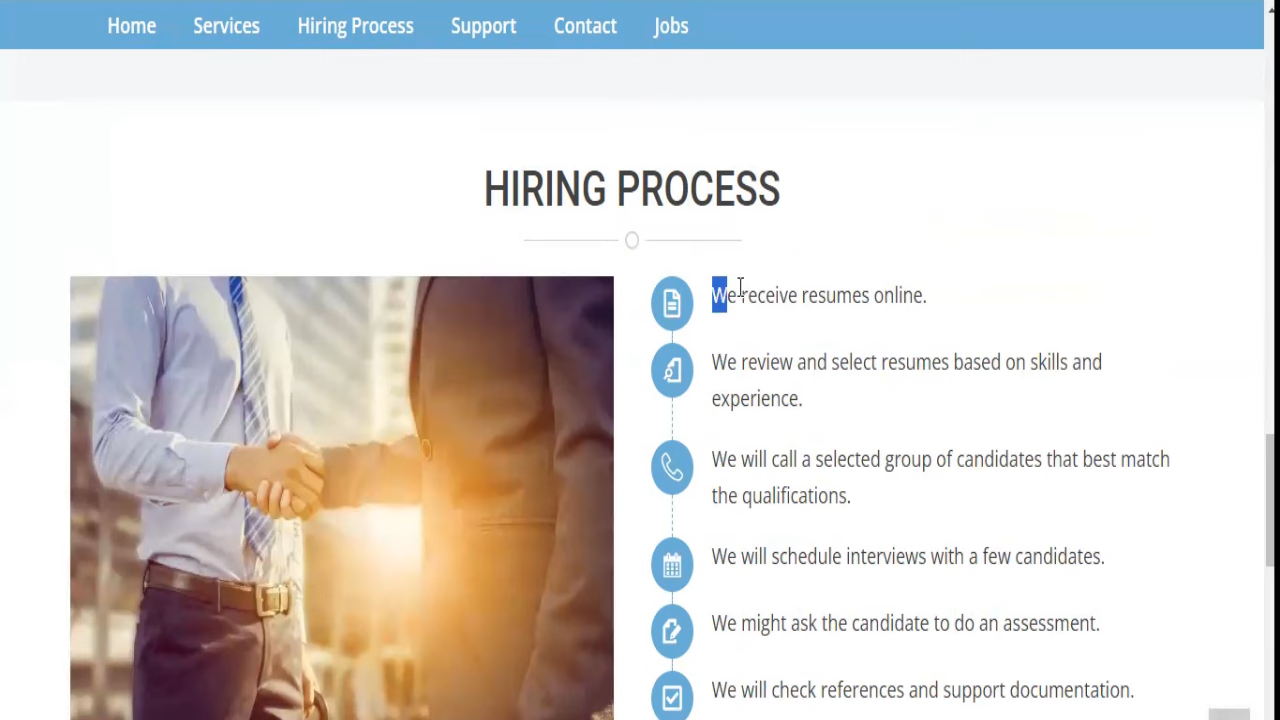 Home Services Hiring Process Support Contact Jobs
HIRING PROCESS
We receive resumes online.
We review and select resumes based on skills and
experience.
We will call a selected group of candidates that best match
the qualifications.
We will schedule interviews with a few candidates.
We might ask the candidate to do an assessment.
We will check references and support documentation.